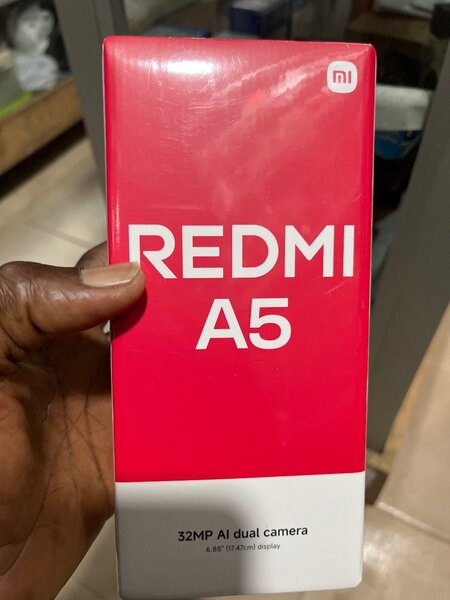 mi
REDMI
A5
32MP AI dual camera
6.88" (17.47cm) display